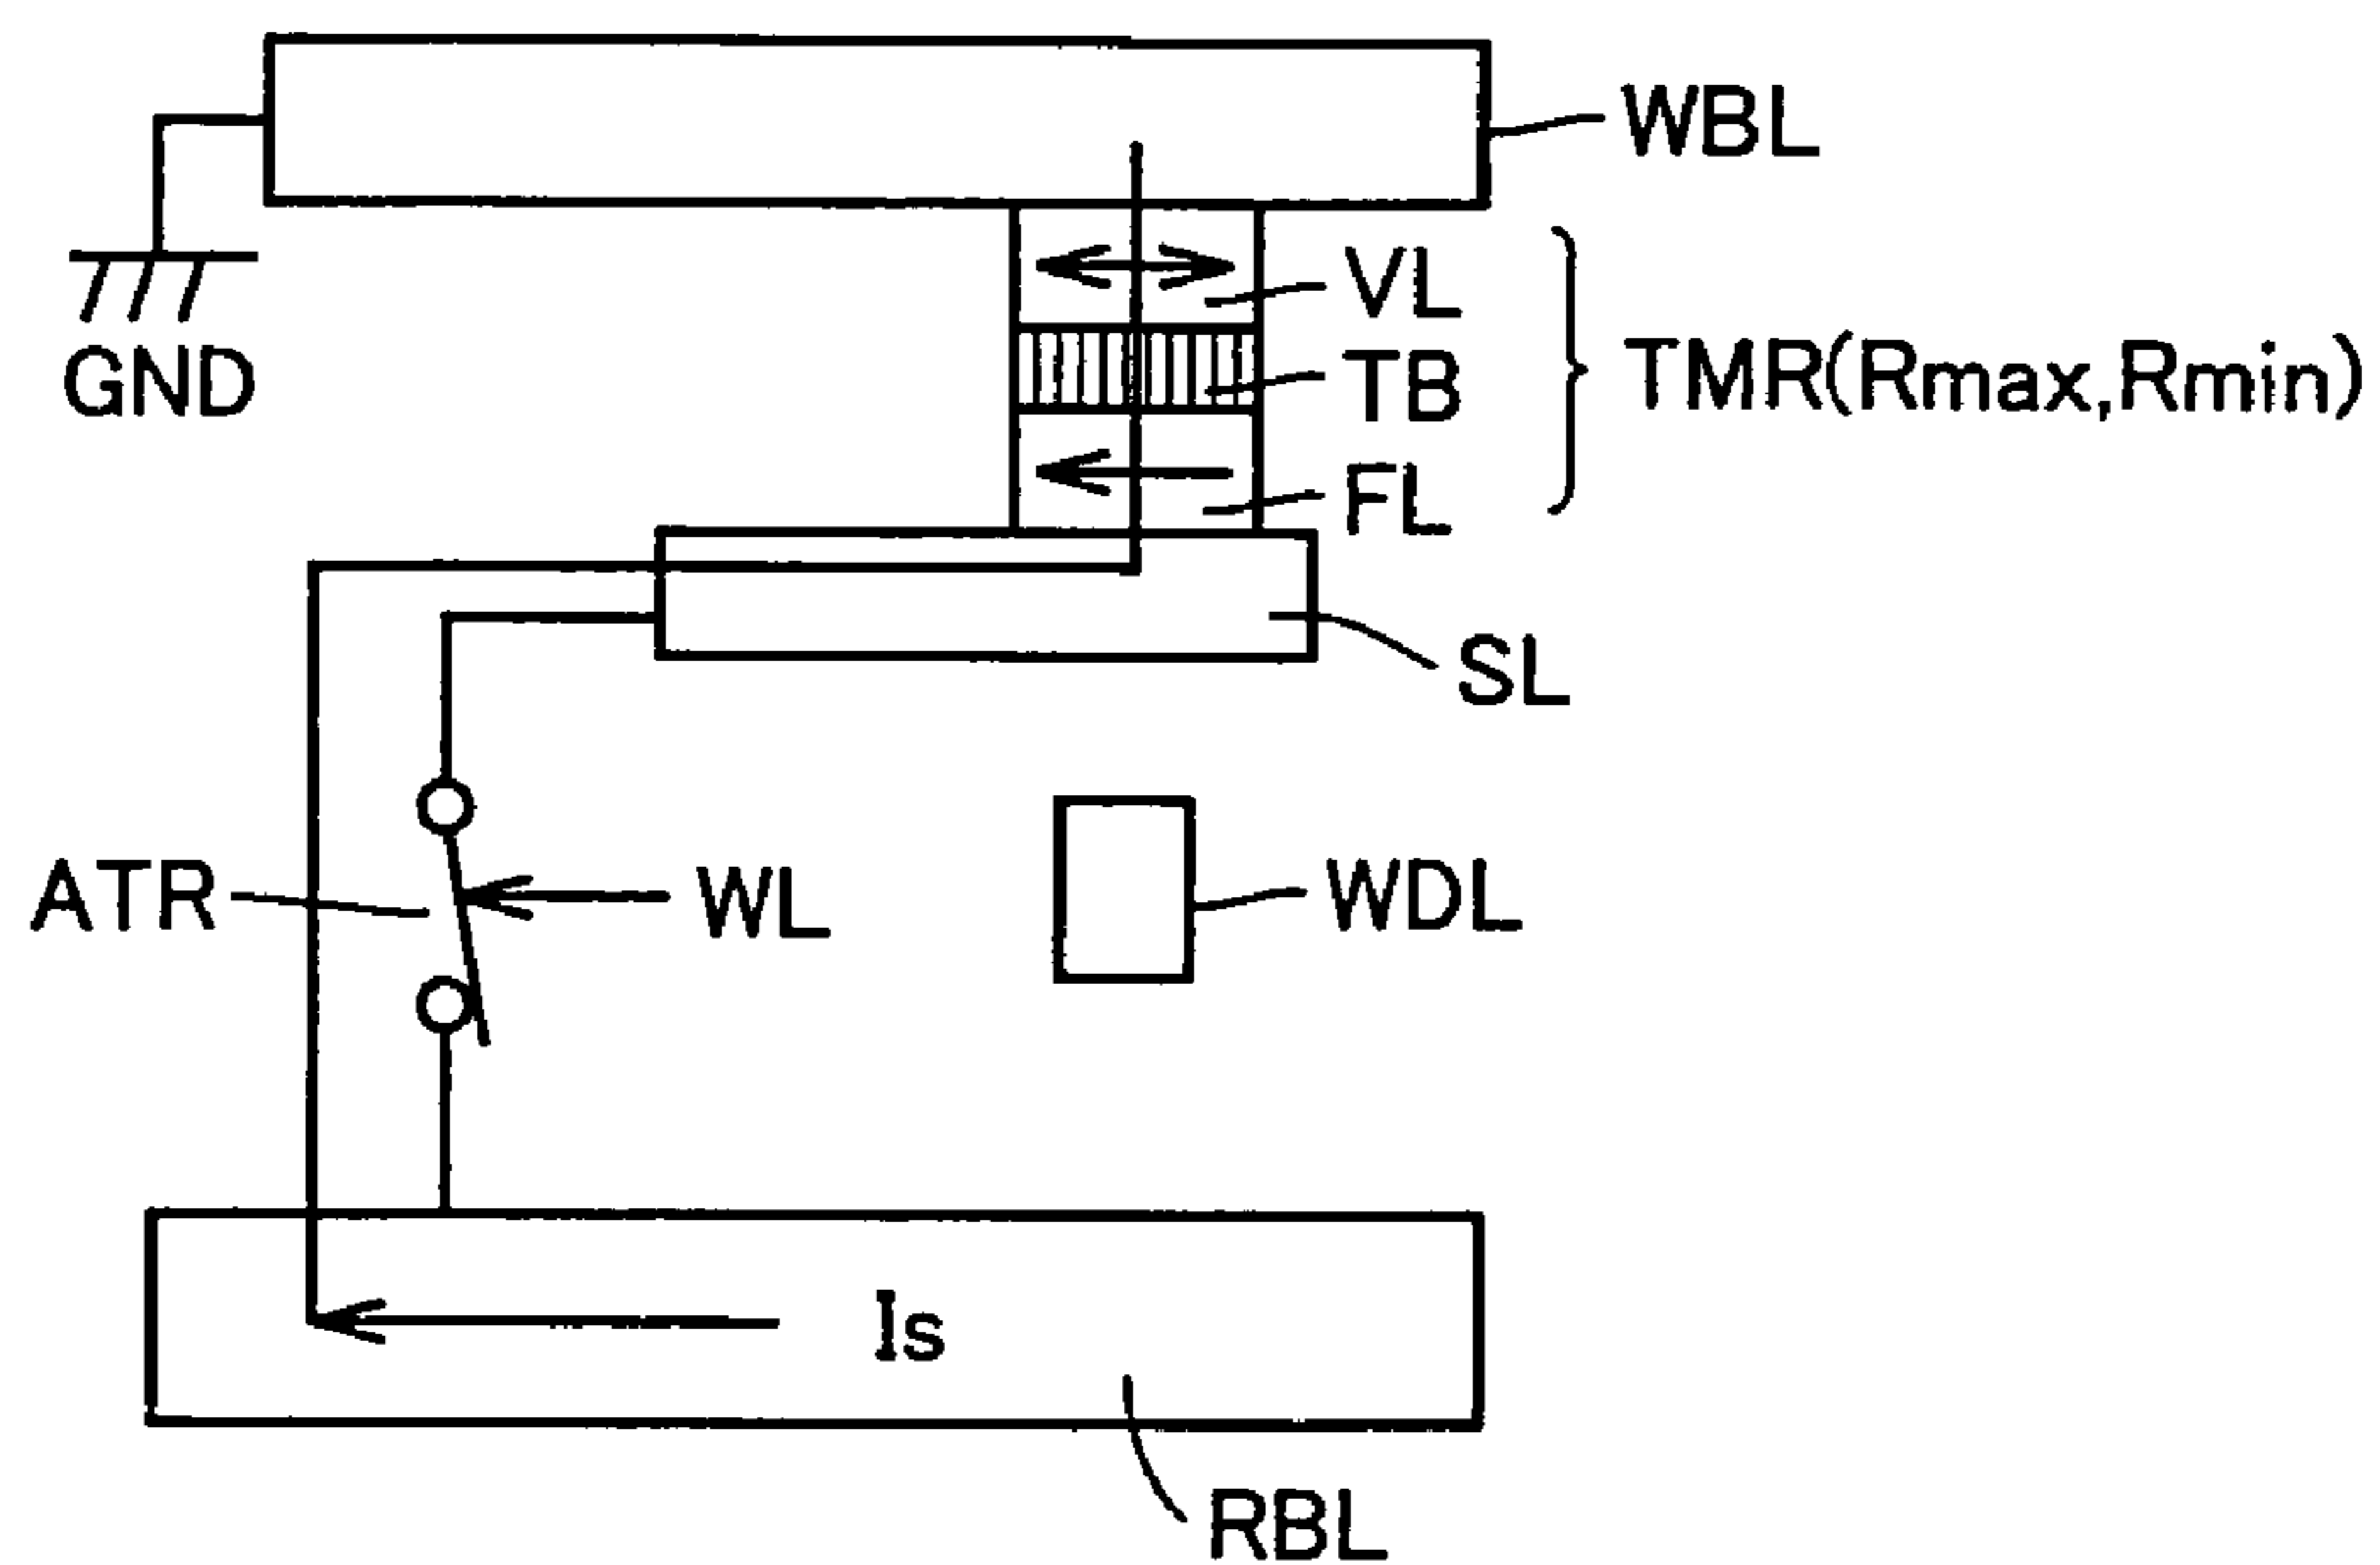 WBL
VL
GND
TB
TMR(Rmax,Rmin)
FL
SL
ATR
WL
WDL
Is
RBL